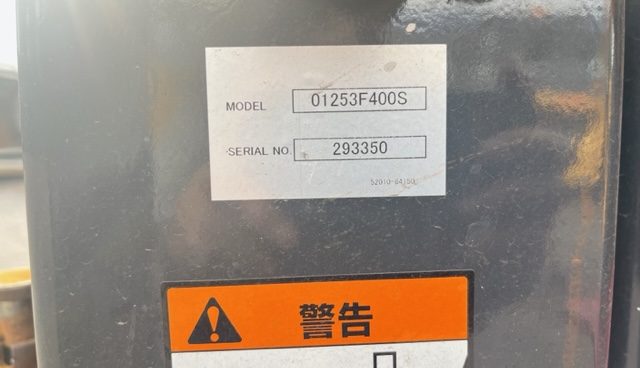 MODEL 01253F400S
SERIAL NO. 293350
52010-84150
警告